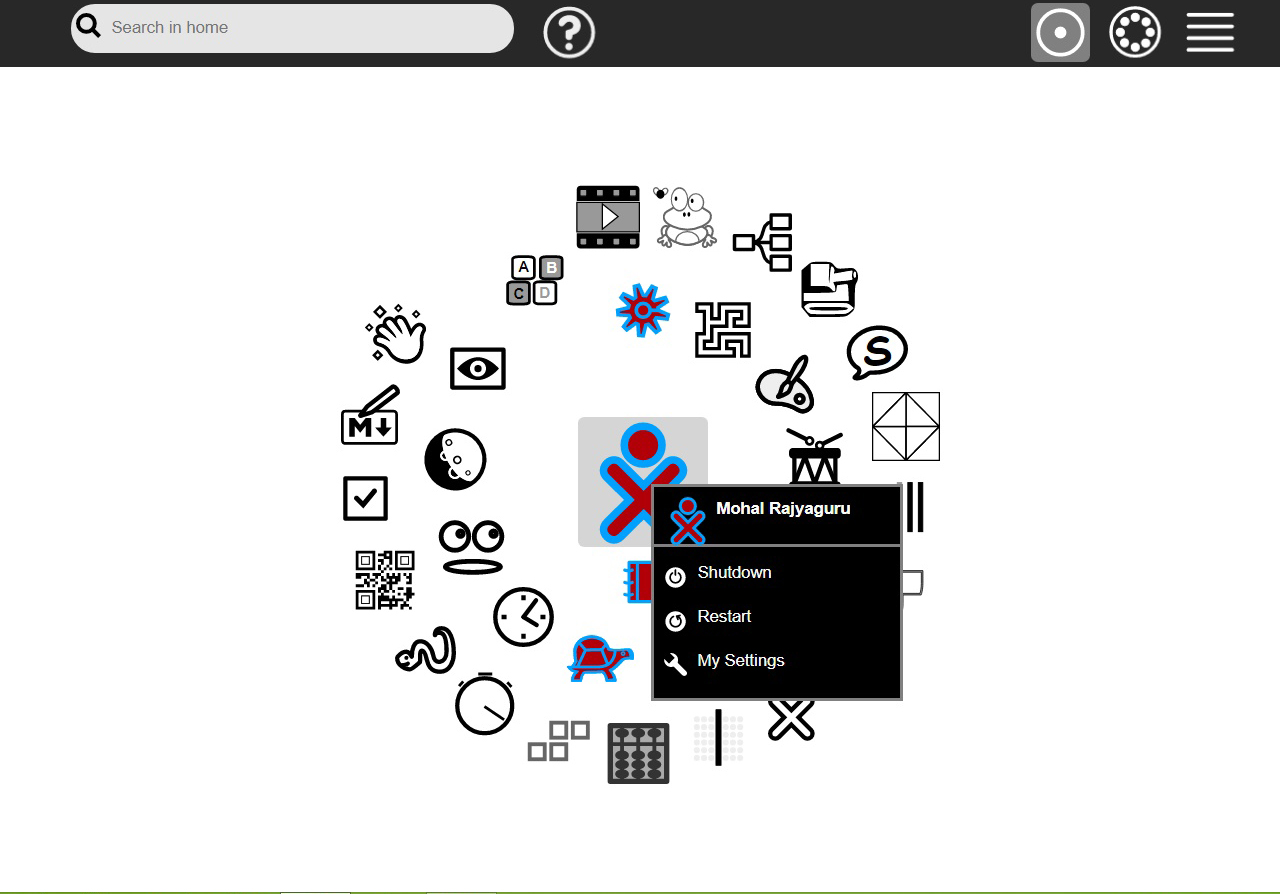 Search in home
A B
C D
S
M
Mohal Rajyaguru
Shutdown
Restart
My Settings